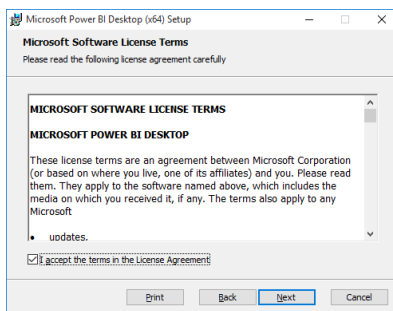 Microsoft Power BI Desktop (x64) Setup
Microsoft Software License Terms
Please read the following license agreement carefully
MICROSOFT SOFTWARE LICENSE TERMS
MICROSOFT POWER BI DESKTOP
These license terms are an agreement between Microsoft Corporation
(or based on where you live, one of its affiliates) and you. Please read
them. They apply to the software named above, which includes the
media on which you received it, if any. The terms also apply to any
Microsoft
• updates,
I accept the terms in the License Agreement
Print Back Next Cancel